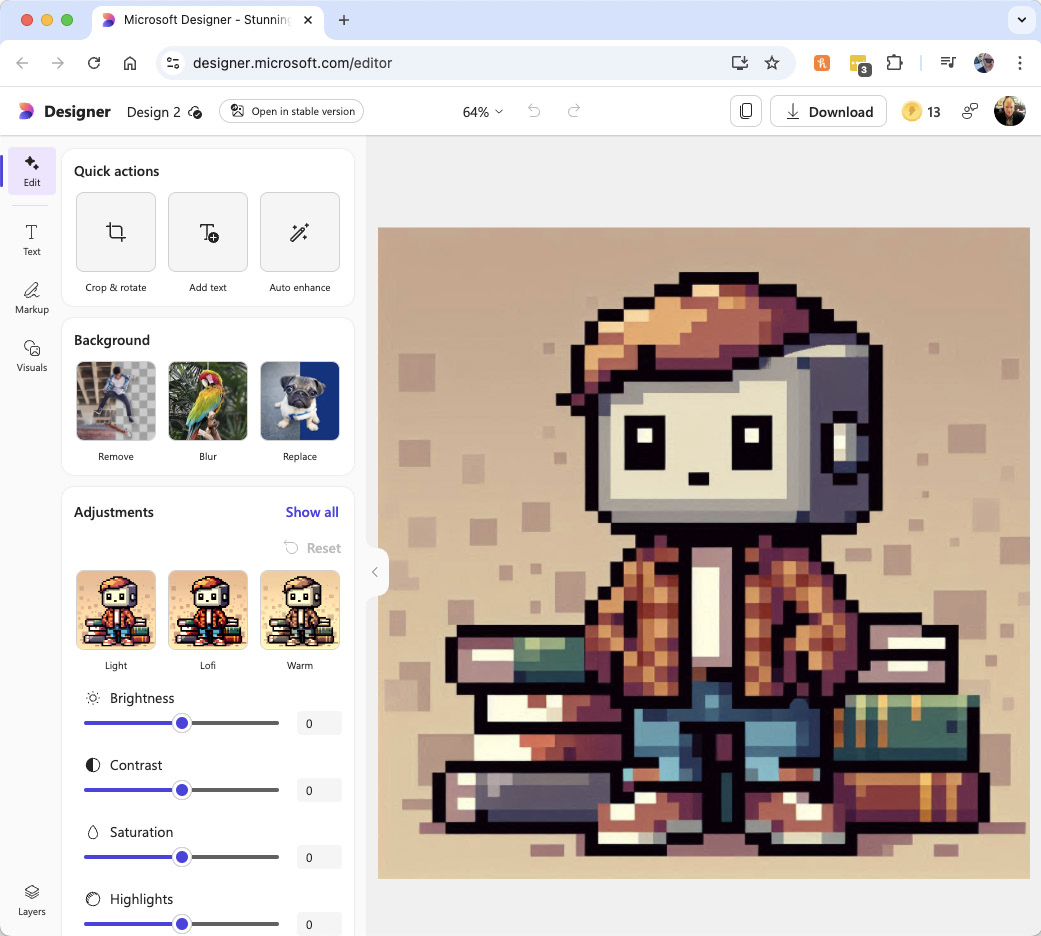 Microsoft Designer - Stunning
designer.microsoft.com/editor
3
Designer
Design 2
Open in stable version
64%
Download
13
Edit
Text
Markup
Visuals
Layers
Quick actions
Crop & rotate
Add text
Auto enhance
Background
Remove
Blur
Replace
Adjustments
Show all
Reset
Light
Lofi
Warm
Brightness
0
Contrast
0
Saturation
0
Highlights
0